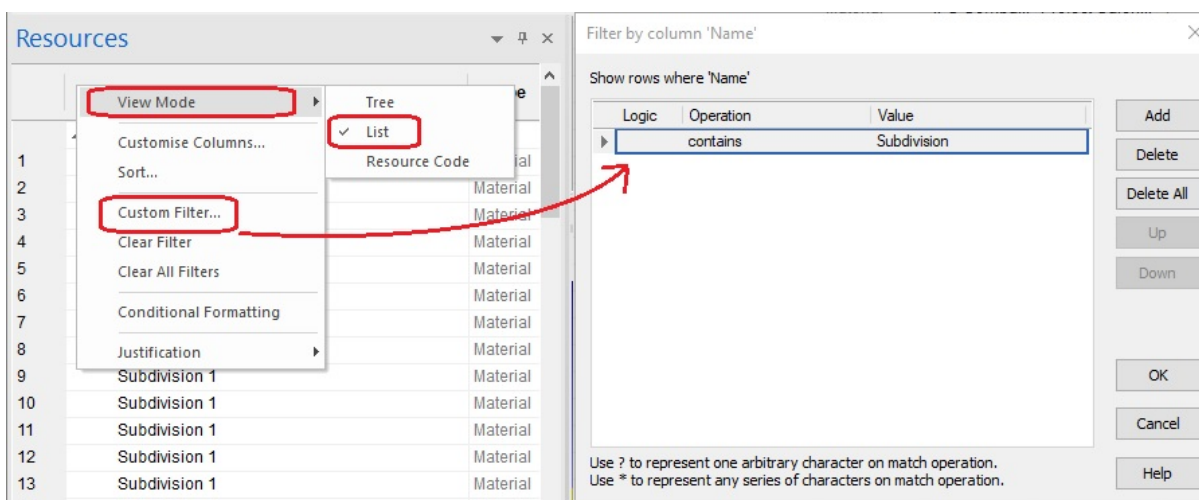 Resources
View Mode
Customise Columns...
Sort...
Custom Filter...
Clear Filter
Clear All Filters
Conditional Formatting
Justification
Tree
List
Resource Code
1
2 Material
3 Material
4 Material
5 Material
6 Material
7 Material
8 Material
9 Subdivision 1 Material
10 Subdivision 1 Material
11 Subdivision 1 Material
12 Subdivision 1 Material
13 Subdivision 1 Material
Filter by column 'Name'
Show rows where 'Name'
Logic Operation Value
contains Subdivision
Add
Delete
Delete All
Up
Down
OK
Cancel
Help
Use ? to represent one arbitrary character on match operation.
Use * to represent any series of characters on match operation.